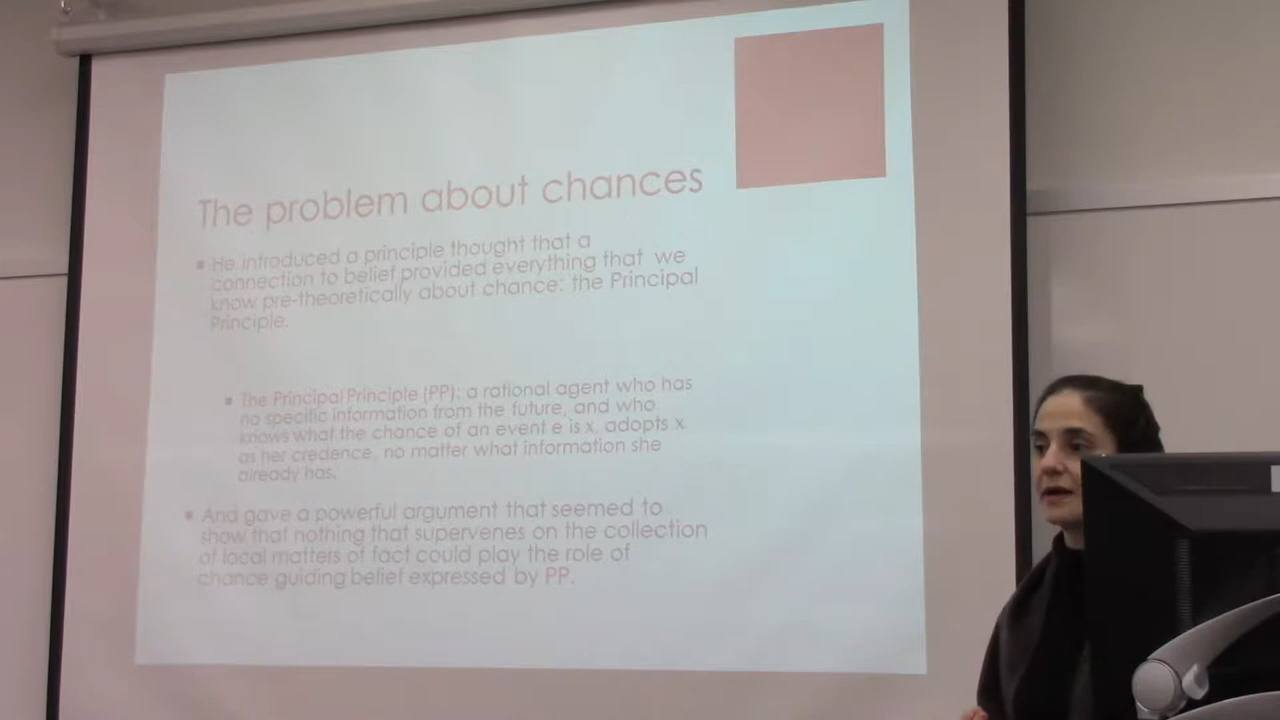 The problem about chances
He introduced a principle thought that a
connection to belief provided everything that we
know pre-theoretically about chance: the Principal
Principle.
The Principal Principle (PP): a rational agent who has
no specific information from the future, and who
knows what the chance of an event e is x, adopts x
as her credence, no matter what information she
already has.
And gave a powerful argument that seemed to
show that nothing that supervenes on the collection
of local matters of fact could play the role of
chance guiding belief expressed by PP.